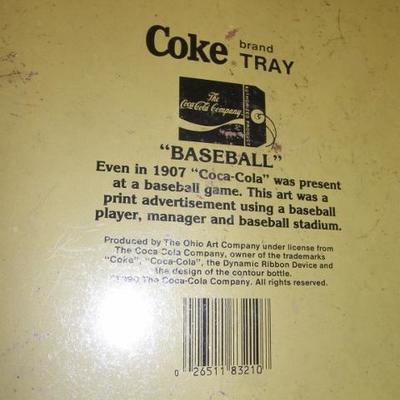 Coke brand TRAY
The
Coca-Cola Company
AUTHORIZED PRODUCT
"BASEBALL"
Even in 1907 "Coca-Cola" was present
at a baseball game. This art was a
print advertisement using a baseball
player, manager and baseball stadium.
Produced by The Ohio Art Company under license from
The Coca-Cola Company, owner of the trademarks
"Coke", "Coca-Cola", the Dynamic Ribbon Device and
the design of the contour bottle.
The Coca-Cola Company. All rights reserved.
0 26511 83210